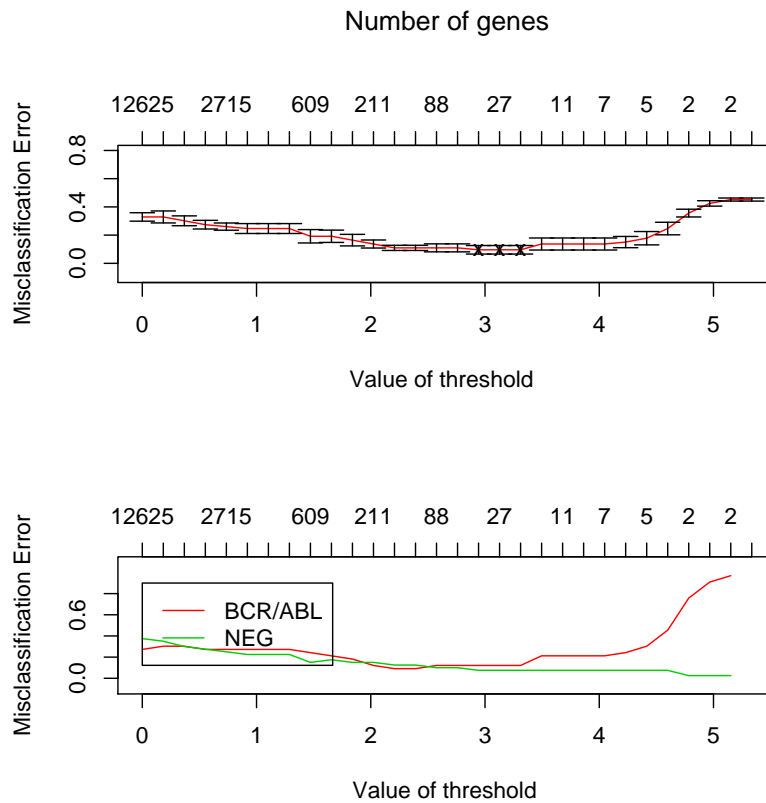 Number of genes
12625 2715 609 211 88 27 11 7 5 2 2
Misclassification Error
0.8
0.4
0.0
0 1 2 3 4 5
Value of threshold
12625 2715 609 211 88 27 11 7 5 2 2
Misclassification Error
0.6
0.0
BCR/ABL
NEG
0 1 2 3 4 5
Value of threshold